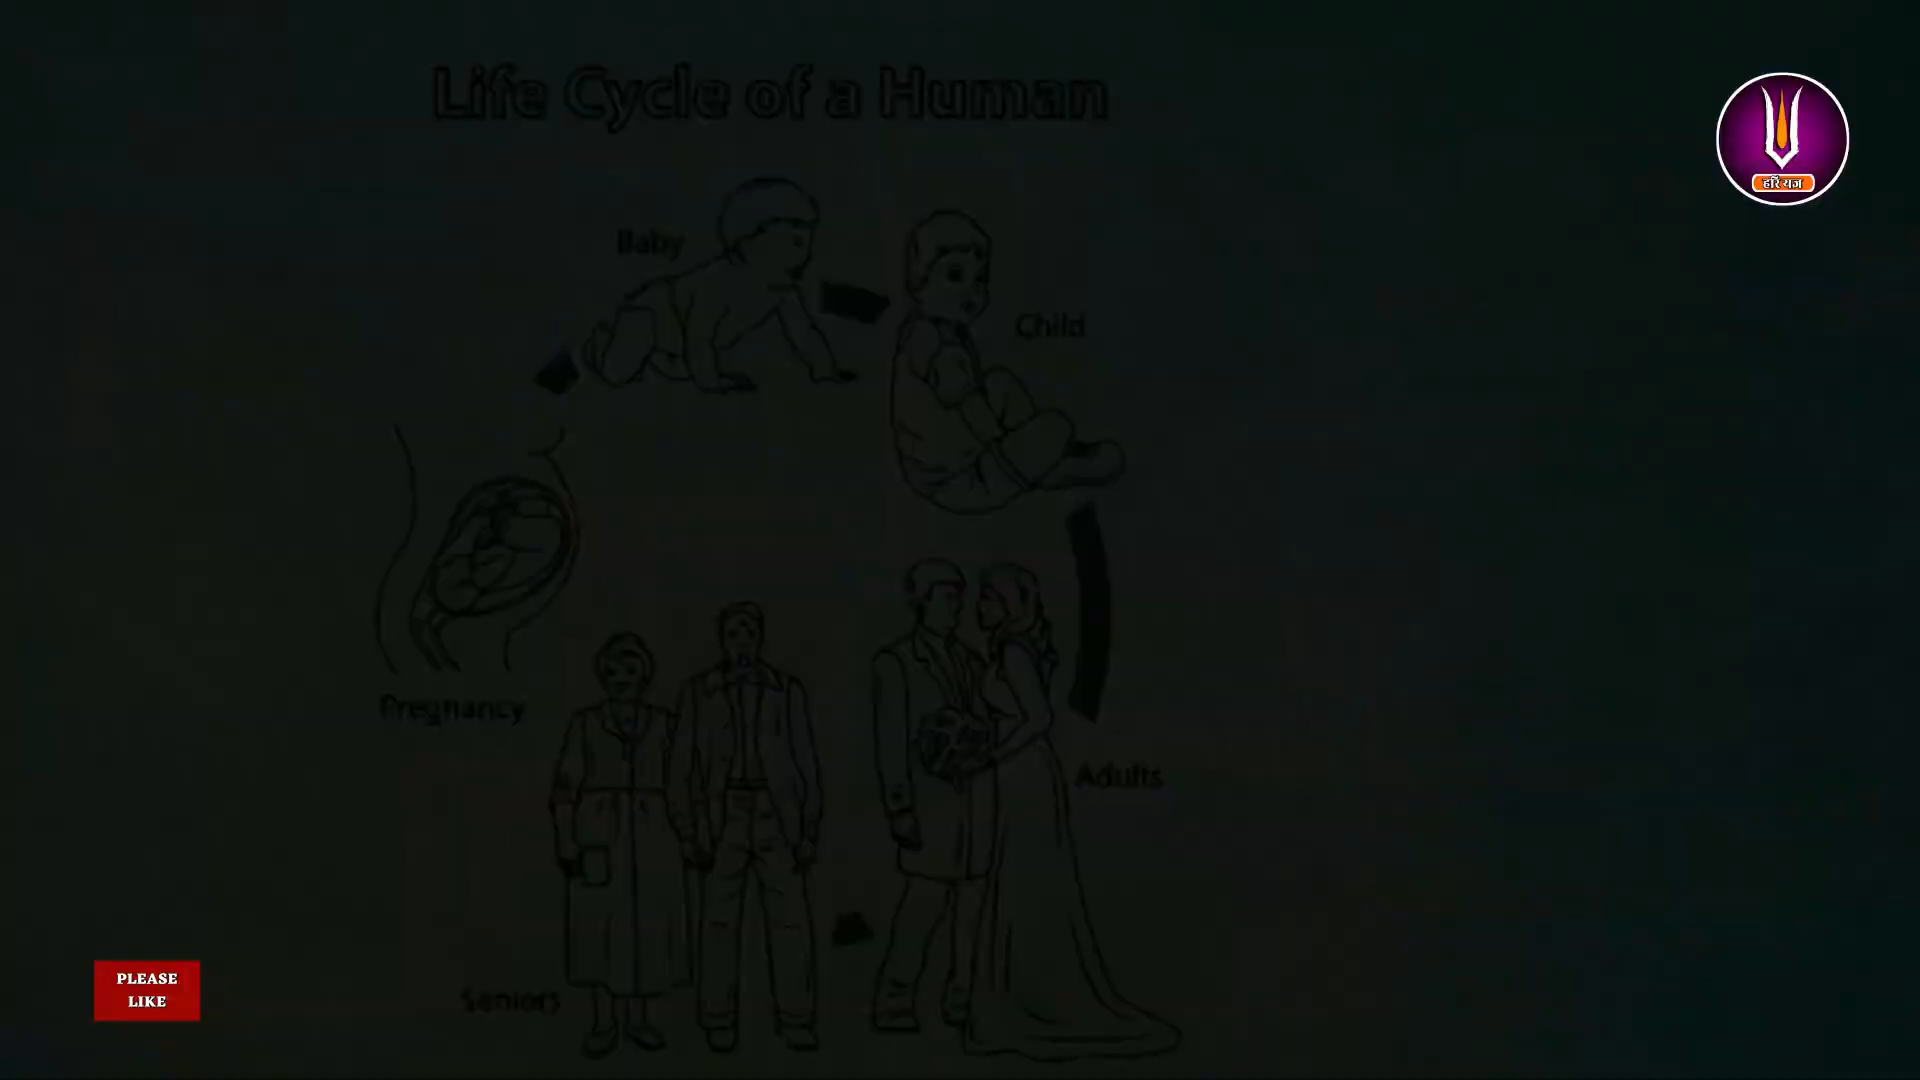 Life Cycle of a Human
हरि यज
Baby
Child
Pregnancy
Adults
Seniors
PLEASE
LIKE